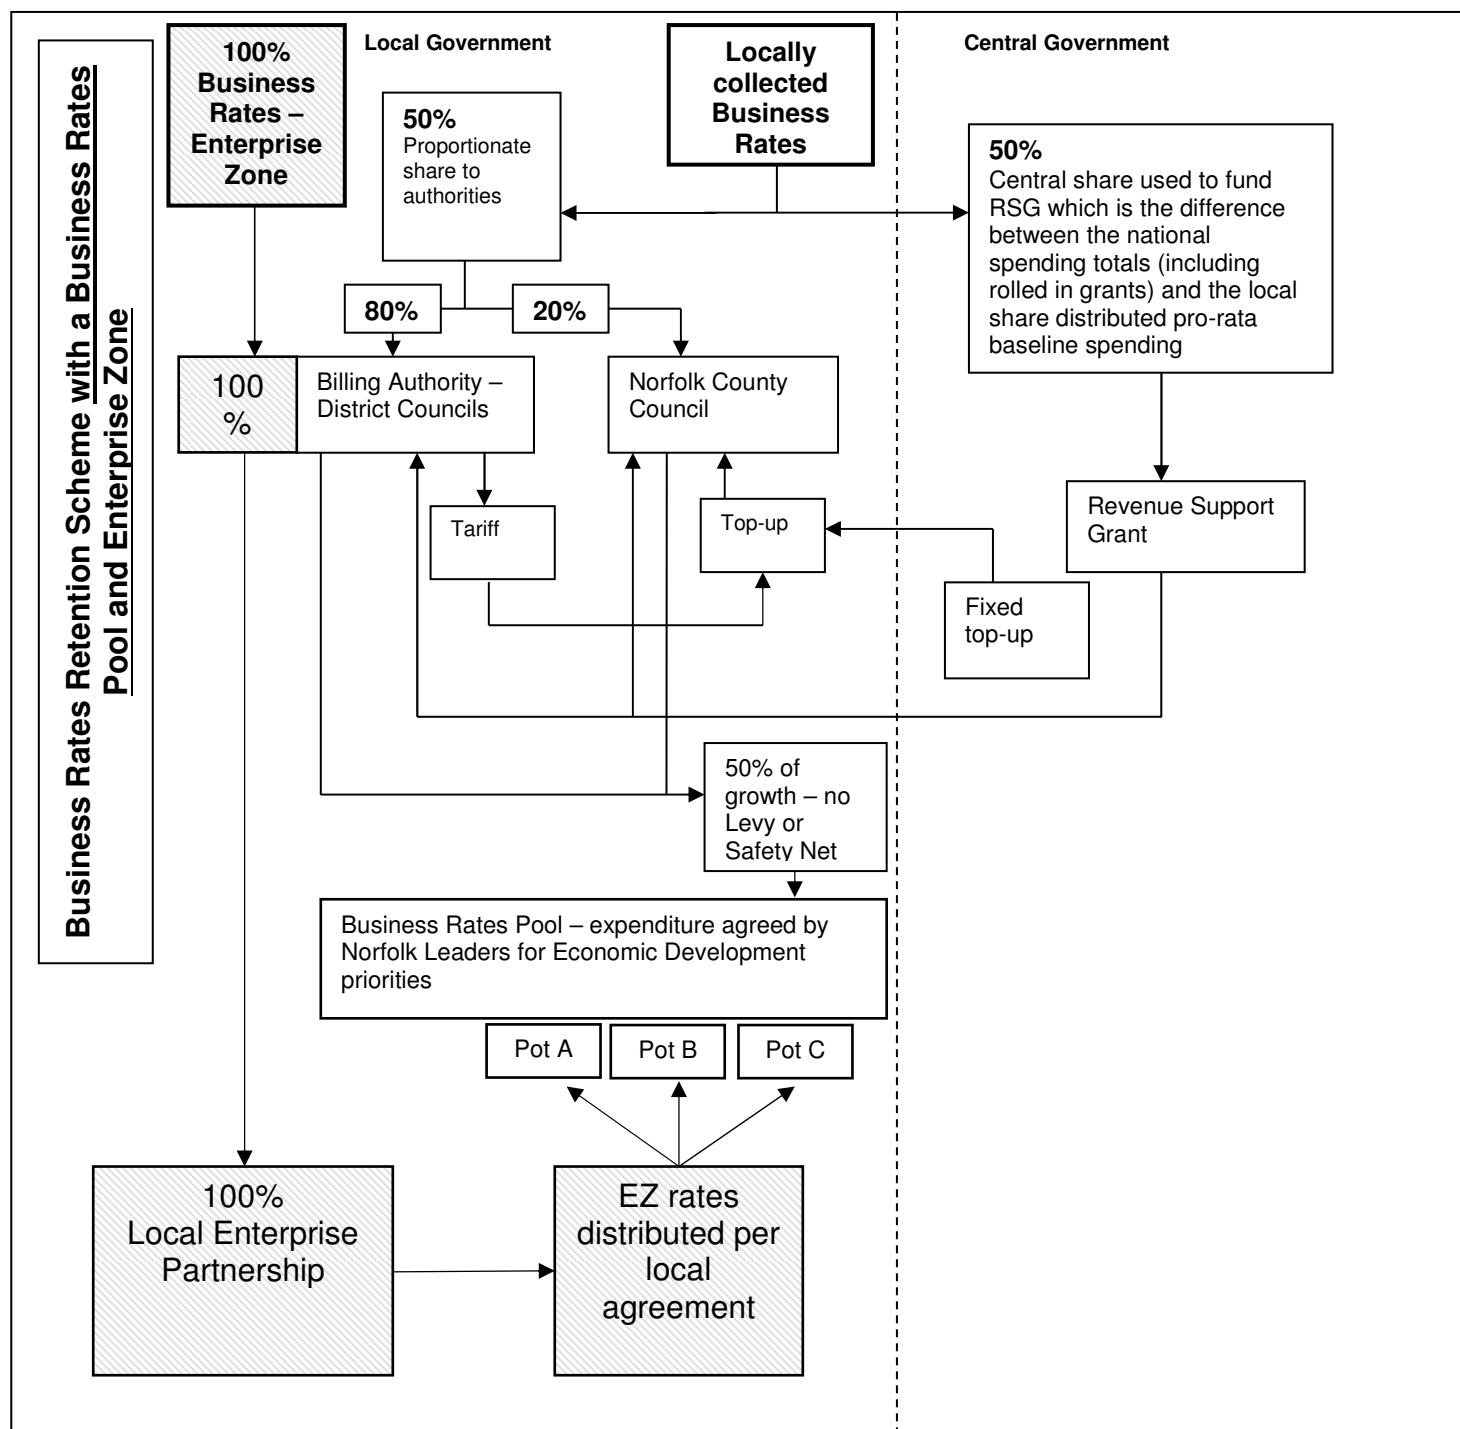 Business Rates Retention Scheme with a Business Rates
Pool and Enterprise Zone
100%
Business
Rates –
Enterprise
Zone
Local Government
Locally
collected
Business
Rates
Central Government
50%
Proportionate
share to
authorities
50%
Central share used to fund
RSG which is the difference
between the national
spending totals (including
rolled in grants) and the local
share distributed pro-rata
baseline spending
80%
20%
100
%
Billing Authority –
District Councils
Norfolk County
Council
Tariff
Top-up
Revenue Support
Grant
Fixed
top-up
50% of
growth – no
Levy or
Safety Net
Business Rates Pool – expenditure agreed by
Norfolk Leaders for Economic Development
priorities
Pot A
Pot B
Pot C
100%
Local Enterprise
Partnership
EZ rates
distributed per
local
agreement